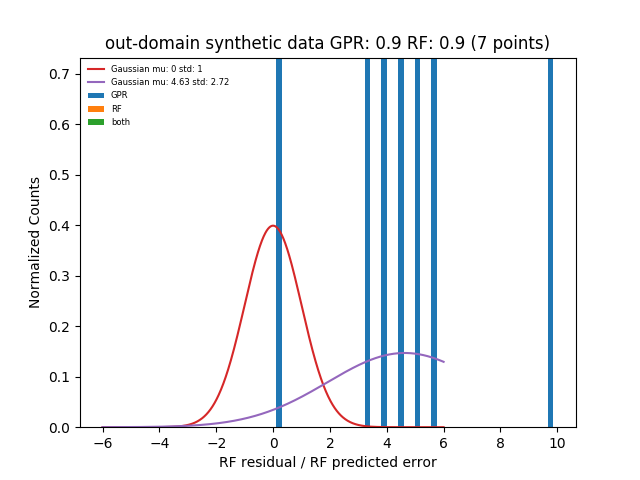 out-domain synthetic data GPR: 0.9 RF: 0.9 (7 points)
Gaussian mu: 0 std: 1
Gaussian mu: 4.63 std: 2.72
GPR
RF
both
Normalized Counts
0.7
0.6
0.5
0.4
0.3
0.2
0.1
0.0
−6 −4 −2 0 2 4 6 8 10
RF residual / RF predicted error